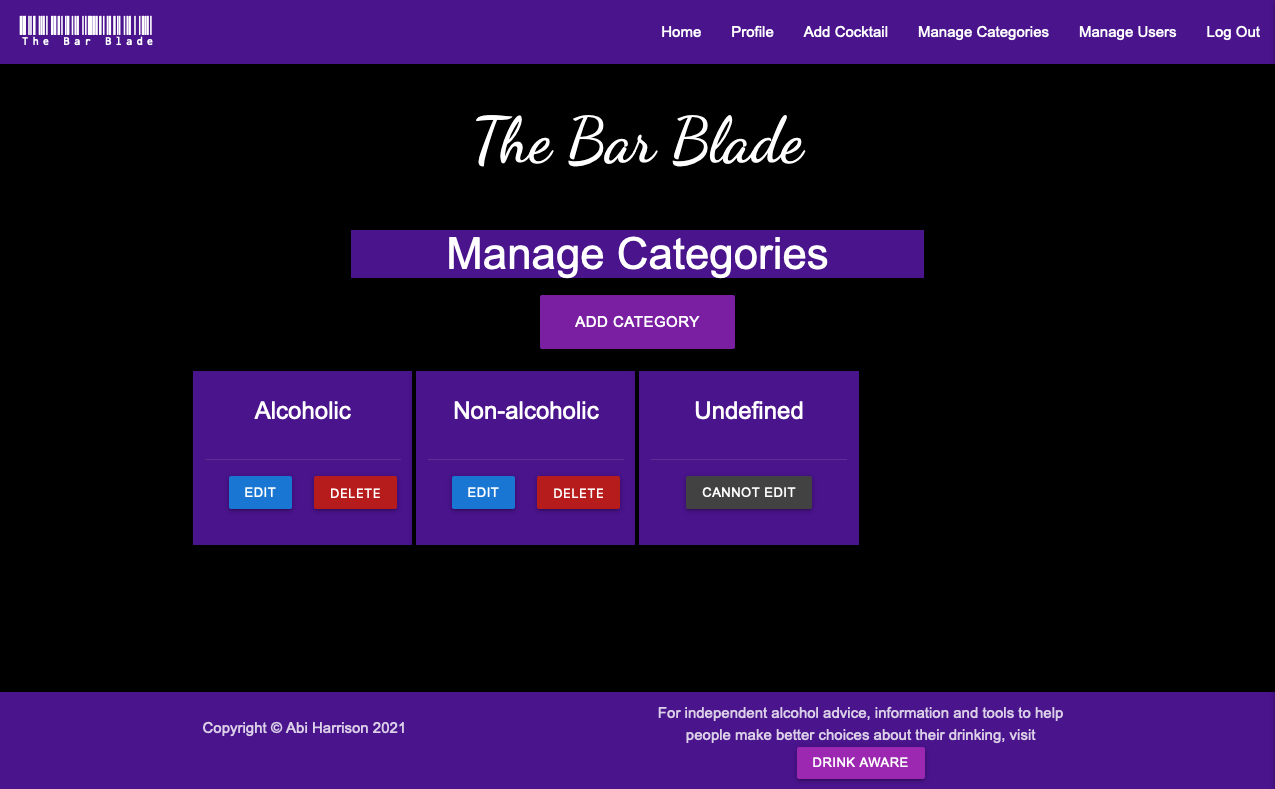 The Bar Blade
Home Profile Add Cocktail Manage Categories Manage Users Log Out
The Bar Blade
Manage Categories
ADD CATEGORY
Alcoholic Non-alcoholic Undefined
EDIT DELETE EDIT DELETE CANNOT EDIT
Copyright © Abi Harrison 2021
For independent alcohol advice, information and tools to help
people make better choices about their drinking, visit
DRINK AWARE